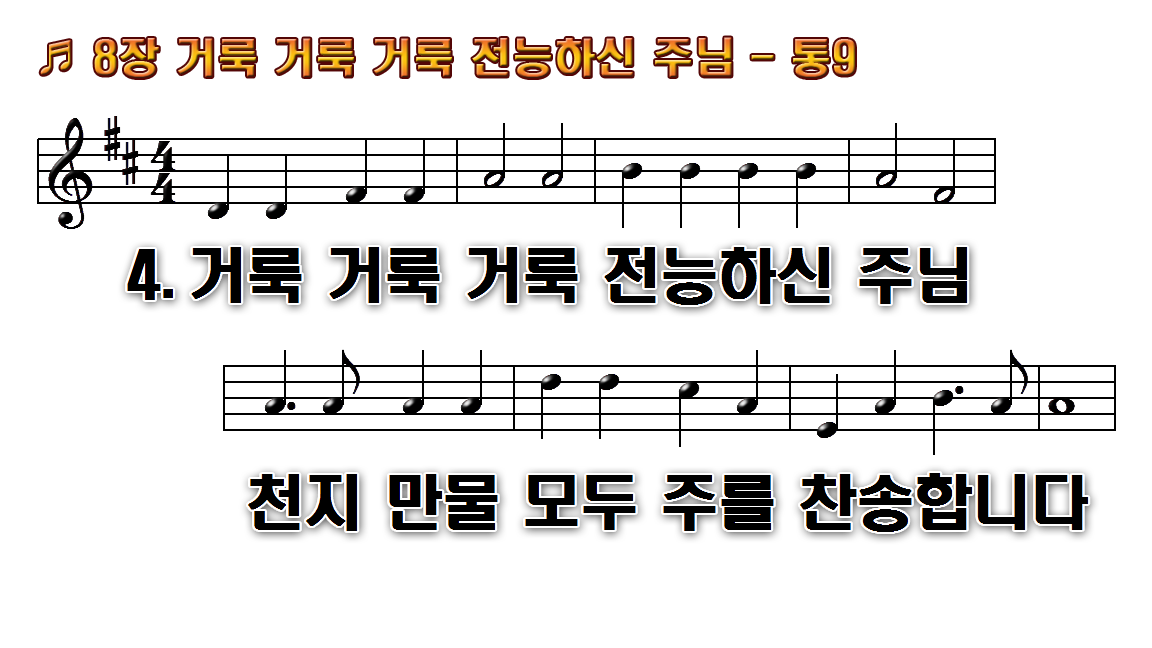 ♬ 8장 거룩 거룩 거룩 전능하신 주님 - 통9
4. 거룩 거룩 거룩 전능하신 주님
천지 만물 모두 주를 찬송합니다